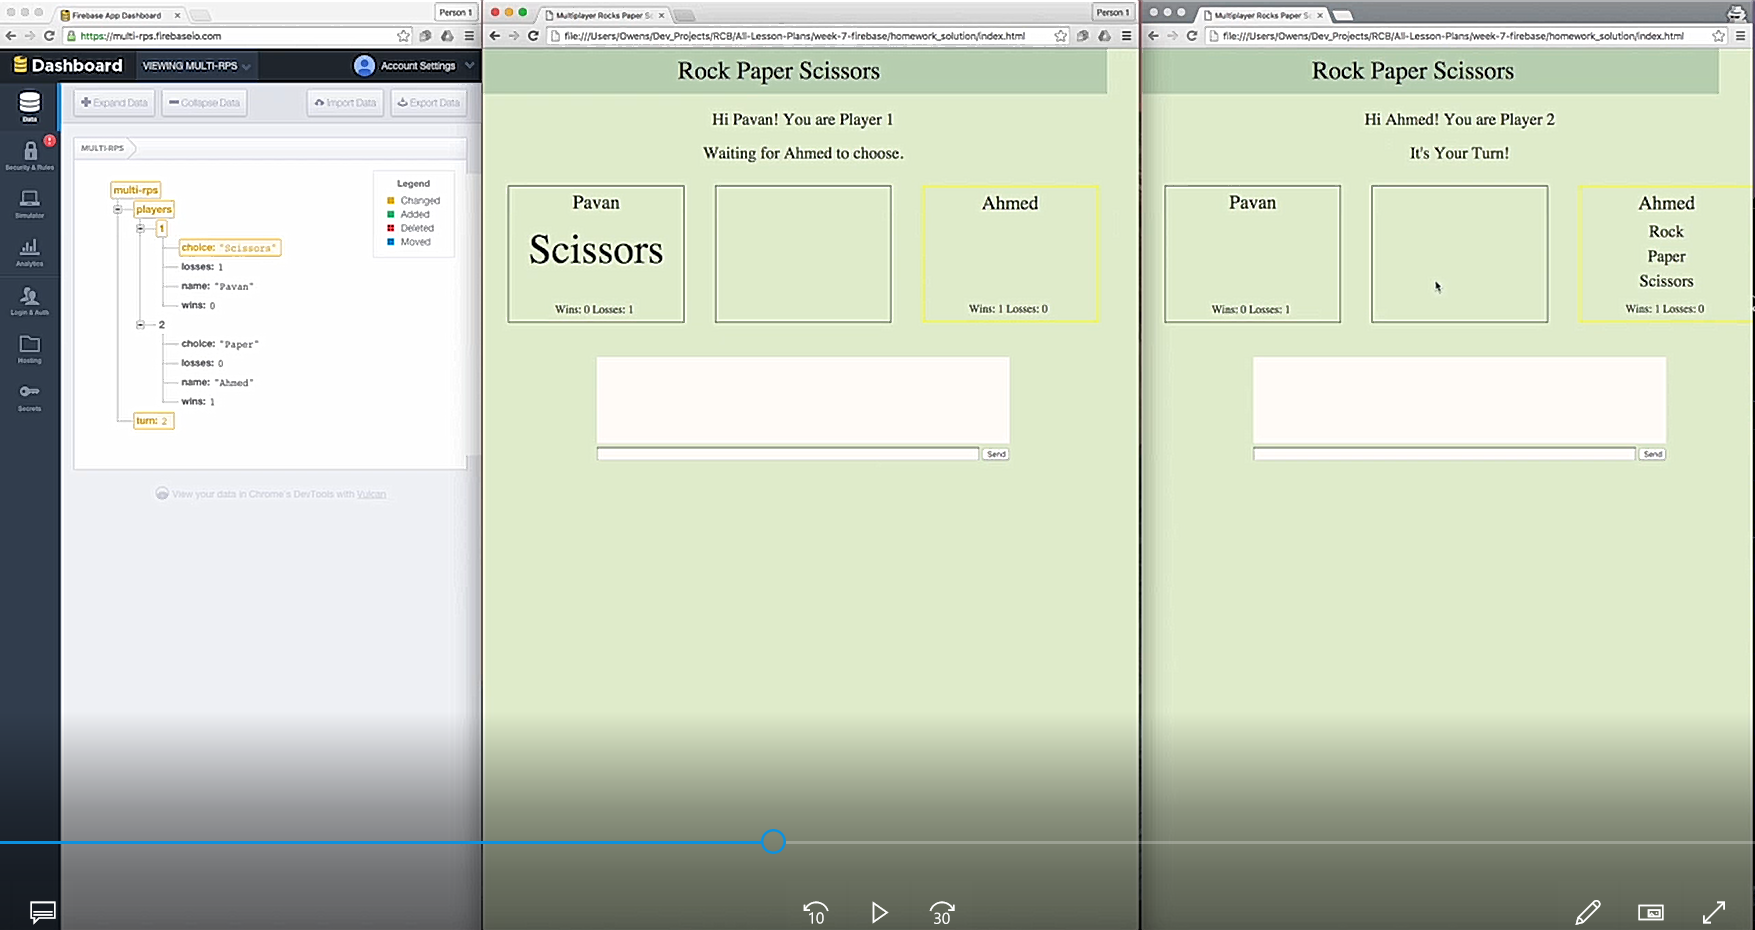 Firebase App Dashboard
Person 1
https://multi-rps.firebaseio.com
Dashboard
VIEWING MULTI-RPS
Account Settings
Data
Security & Rules
Simulator
Analytics
Login & Auth
Hosting
Secrets
Expand Data
Collapse Data
Import Data
Export Data
MULTI-RPS
Legend
Changed
Added
Deleted
Moved
multi-rps
players
1
choice: "Scissors"
losses: 1
name: "Pavan"
wins: 0
2
choice: "Paper"
losses: 0
name: "Ahmed"
wins: 1
turn: 2
View your data in Chrome's DevTools with Vulcan
Multiplayer Rocks Paper Sc
Person 1
file:///Users/Owens/Dev_Projects/RCB/All-Lesson-Plans/week-7-firebase/homework_solution/index.html
Rock Paper Scissors
Hi Pavan! You are Player 1
Waiting for Ahmed to choose.
Pavan
Scissors
Wins: 0 Losses: 1
Ahmed
Wins: 1 Losses: 0
Send
Multiplayer Rocks Paper S
file:///Users/Owens/Dev_Projects/RCB/All-Lesson-Plans/week-7-firebase/homework_solution/index.html
Rock Paper Scissors
Hi Ahmed! You are Player 2
It's Your Turn!
Pavan
Wins: 0 Losses: 1
Ahmed
Rock
Paper
Scissors
Wins: 1 Losses: 0
Send
10
30